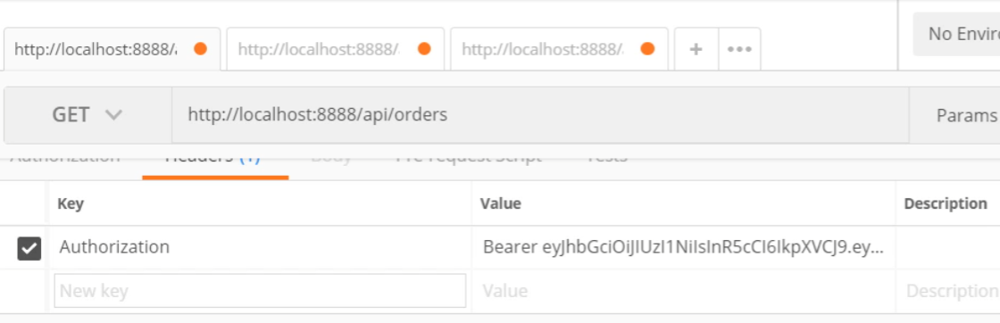 No Enviro
http://localhost:8888/a
http://localhost:8888/
http://localhost:8888/
+
•••
GET
http://localhost:8888/api/orders
Params
Authorization
Headers (1)
Body
Pre-request Script
Tests
Key
Value
Description
Authorization
Bearer eyJhbGciOiJIUzI1NiIsInR5cCI6IkpXVCJ9.ey...
New key
Value
Description